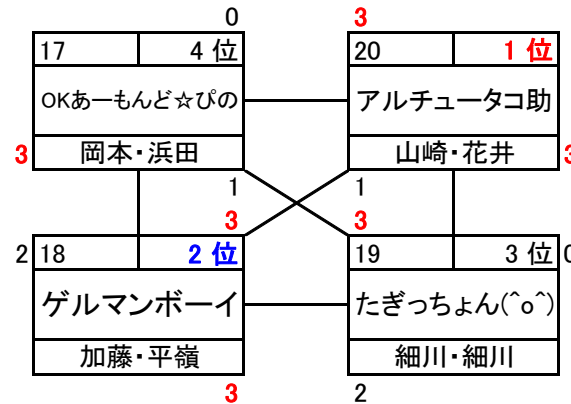 0 3
17 4 位
20 1 位
OKあーもんど☆ぴの
アルチュータコ助
3 岡本・浜田
山崎・花井 3
1 1
3 3
2 18 2 位
19 3 位 0
ゲルマンボーイ
たぎっちょん(^o^)
加藤・平嶺
細川・細川
3 2